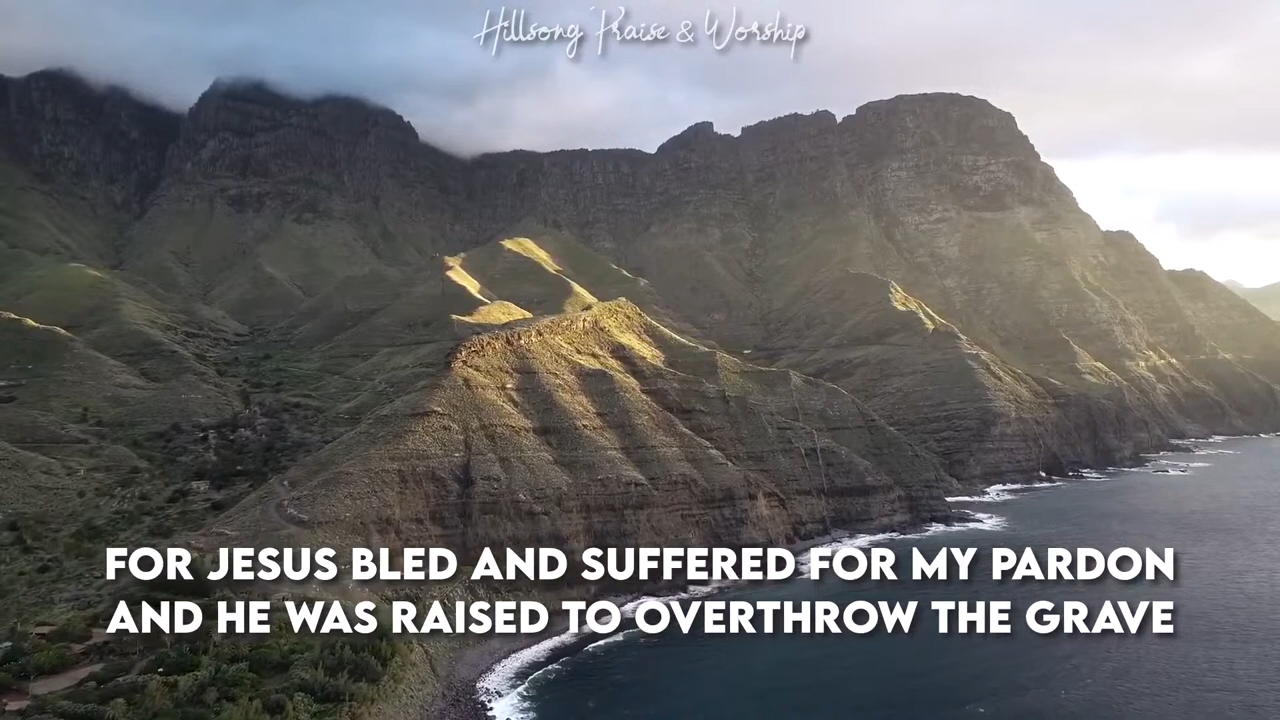 Hillsong Praise & Worship
FOR JESUS BLED AND SUFFERED FOR MY PARDON
AND HE WAS RAISED TO OVERTHROW THE GRAVE